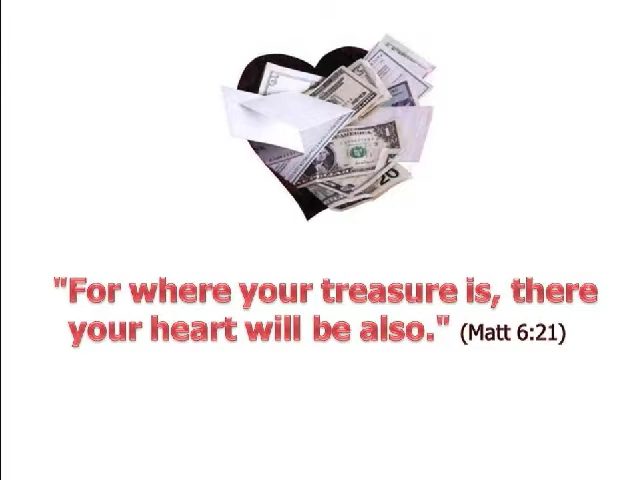 "For where your treasure is, there
your heart will be also." (Matt 6:21)